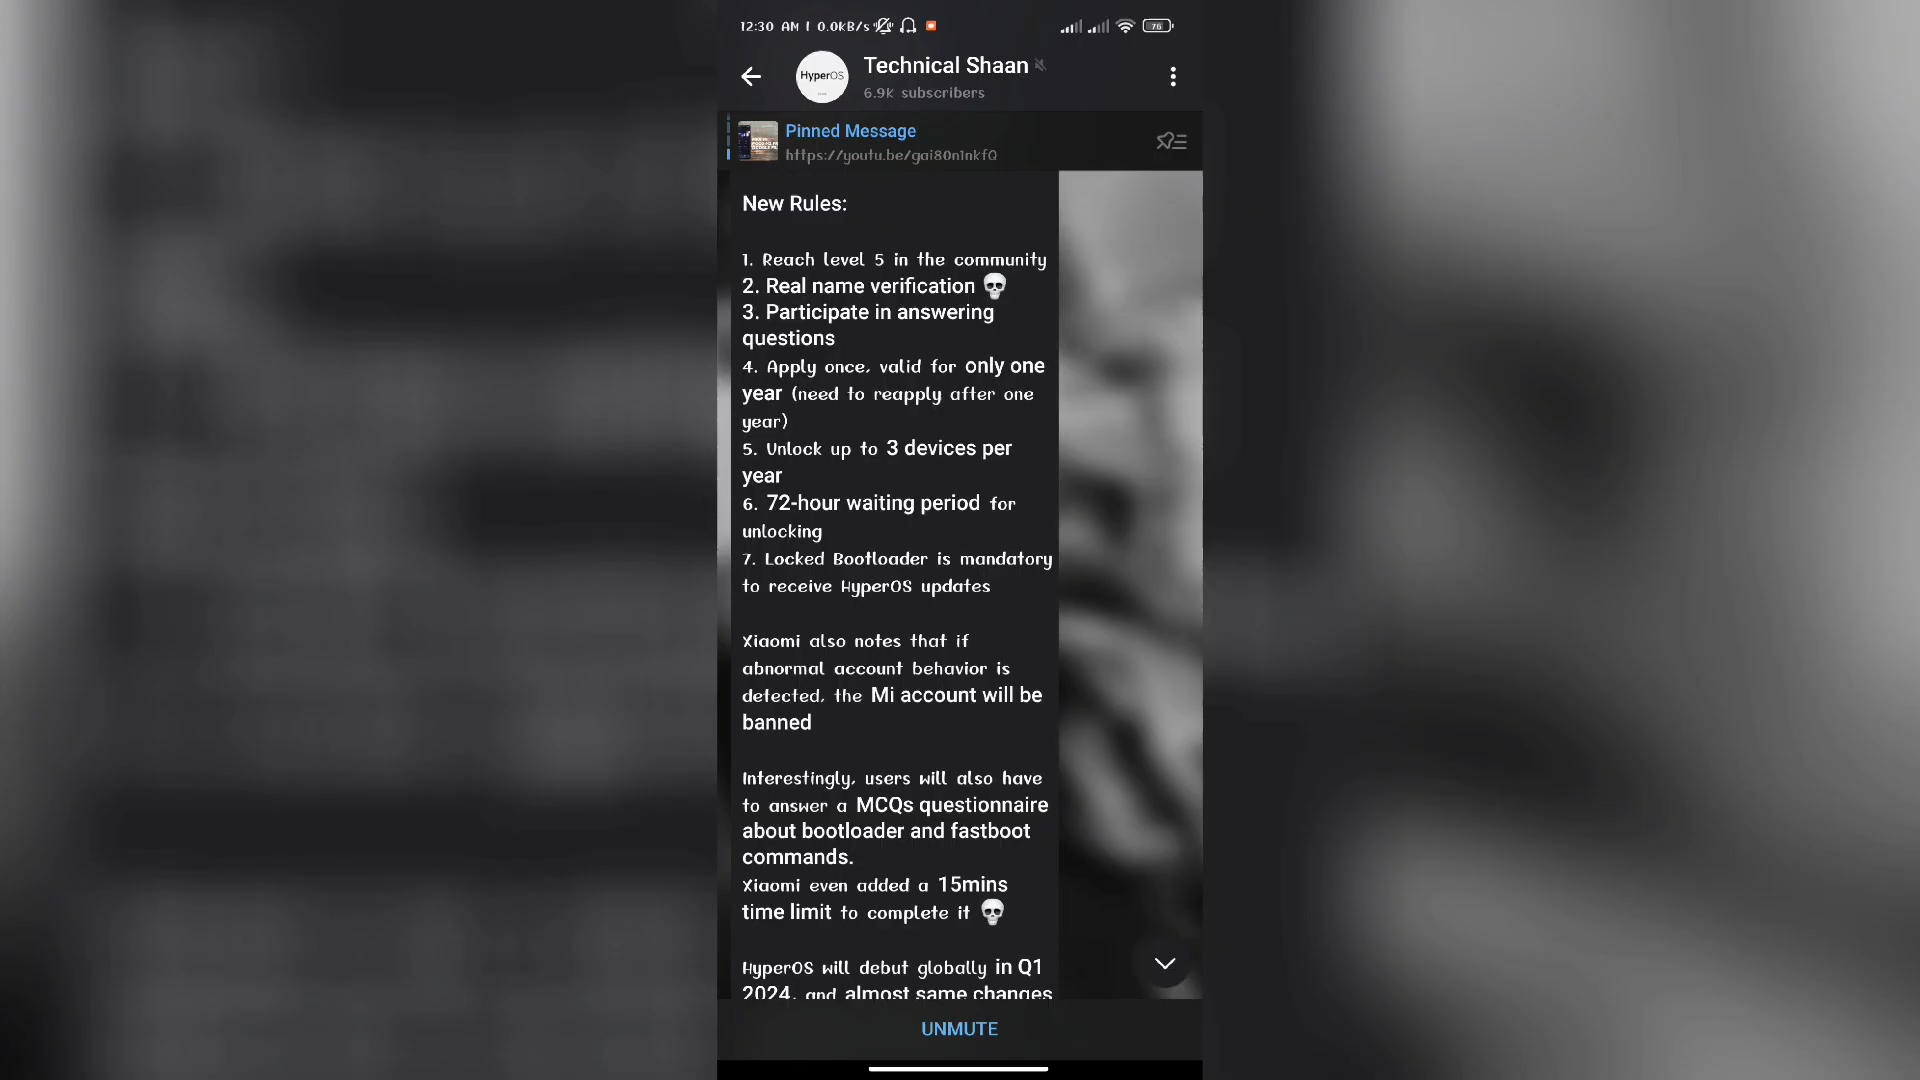 12:30 AM | 0.0kB/s
76
HyperOS
Technical Shaan
6.9K subscribers
Pinned Message
https://youtu.be/gai80n1nkfQ
New Rules:
1. Reach level 5 in the community
2. Real name verification 💀
3. Participate in answering
questions
4. Apply once, valid for only one
year (need to reapply after one
year)
5. Unlock up to 3 devices per
year
6. 72-hour waiting period for
unlocking
7. Locked Bootloader is mandatory
to receive HyperOS updates
Xiaomi also notes that if
abnormal account behavior is
detected, the Mi account will be
banned
Interestingly, users will also have
to answer a MCQs questionnaire
about bootloader and fastboot
commands.
Xiaomi even added a 15mins
time limit to complete it 💀
HyperOS will debut globally in Q1
2024, and almost same changes
UNMUTE